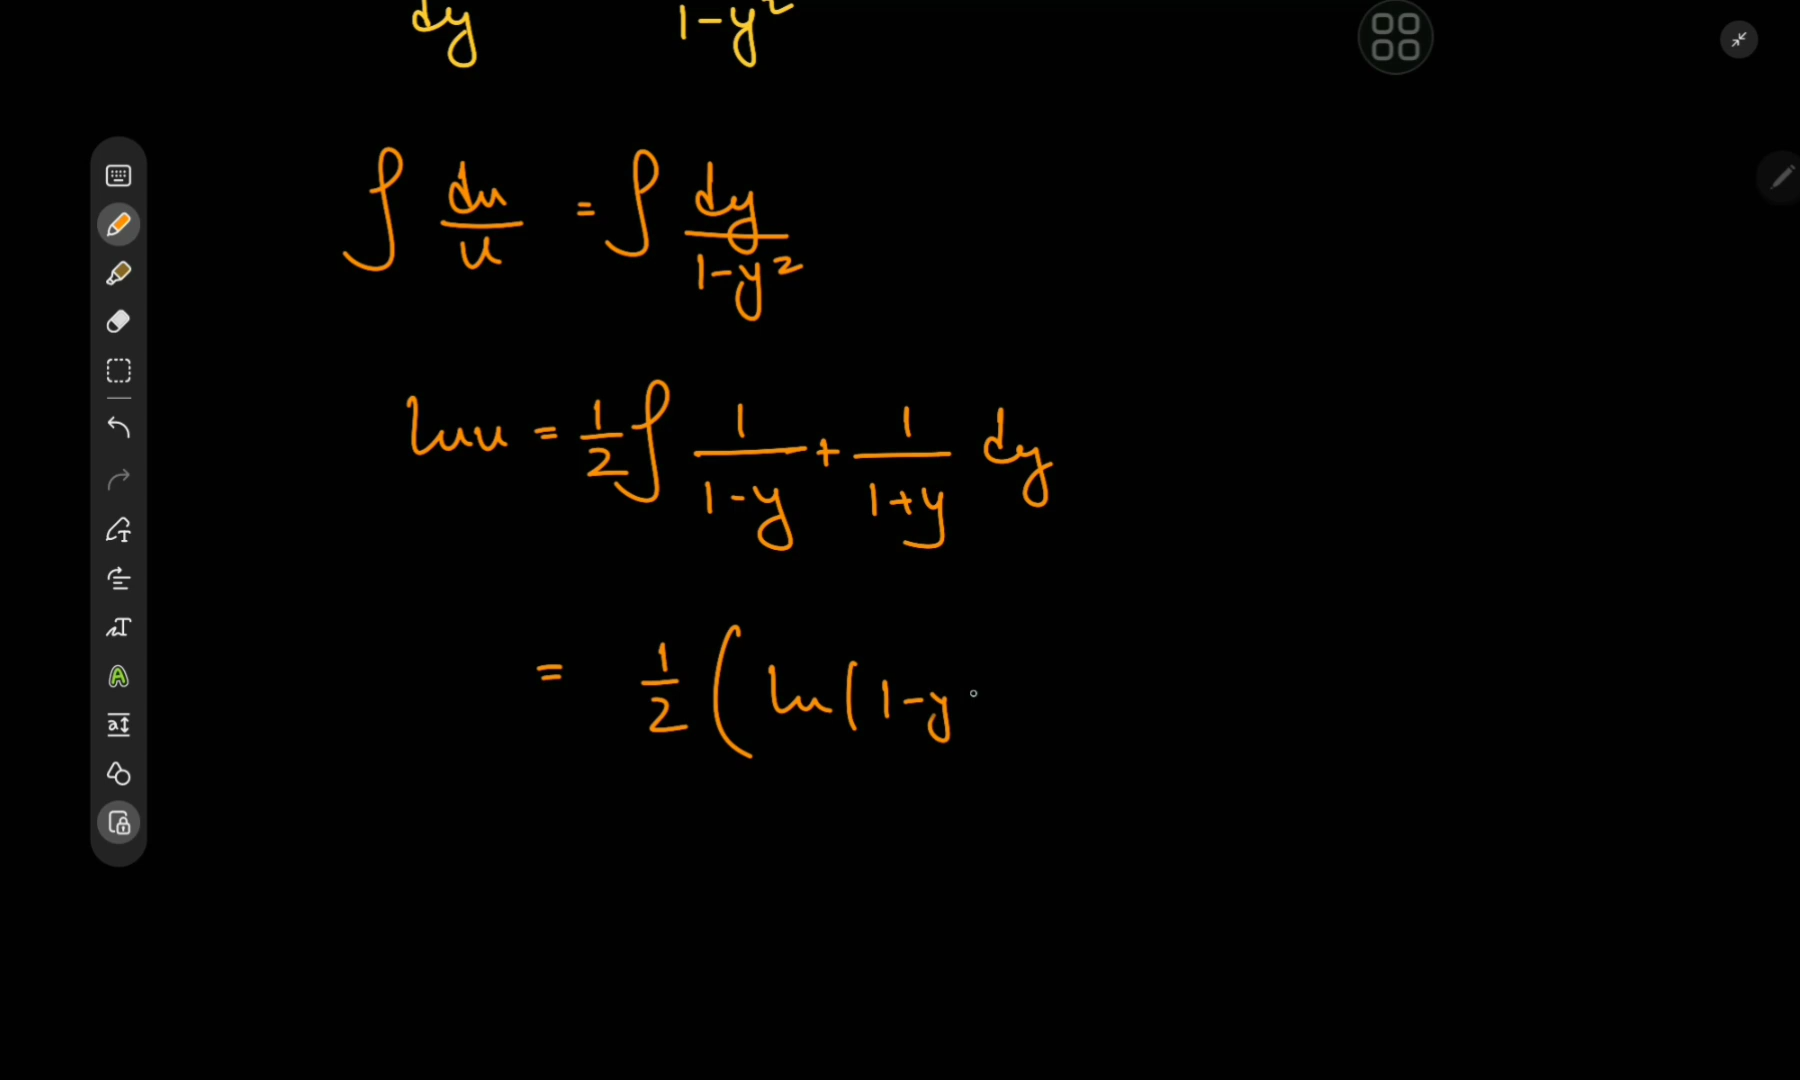 dy 1-y²
∫ du/u = ∫ dy/1-y²
ln u = 1/2 ∫ 1/1-y + 1/1+y dy
= 1/2 ( ln(1-y